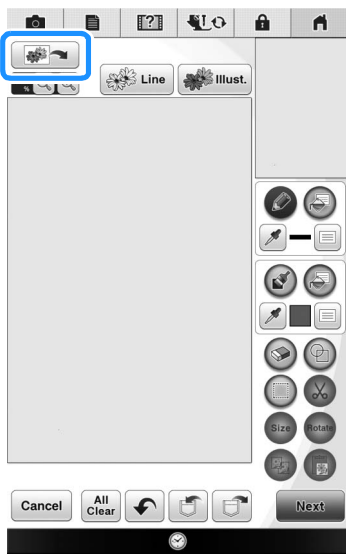 [?]
%
Line
Illust.
Size
Rotate
Cancel
All
Clear
Next